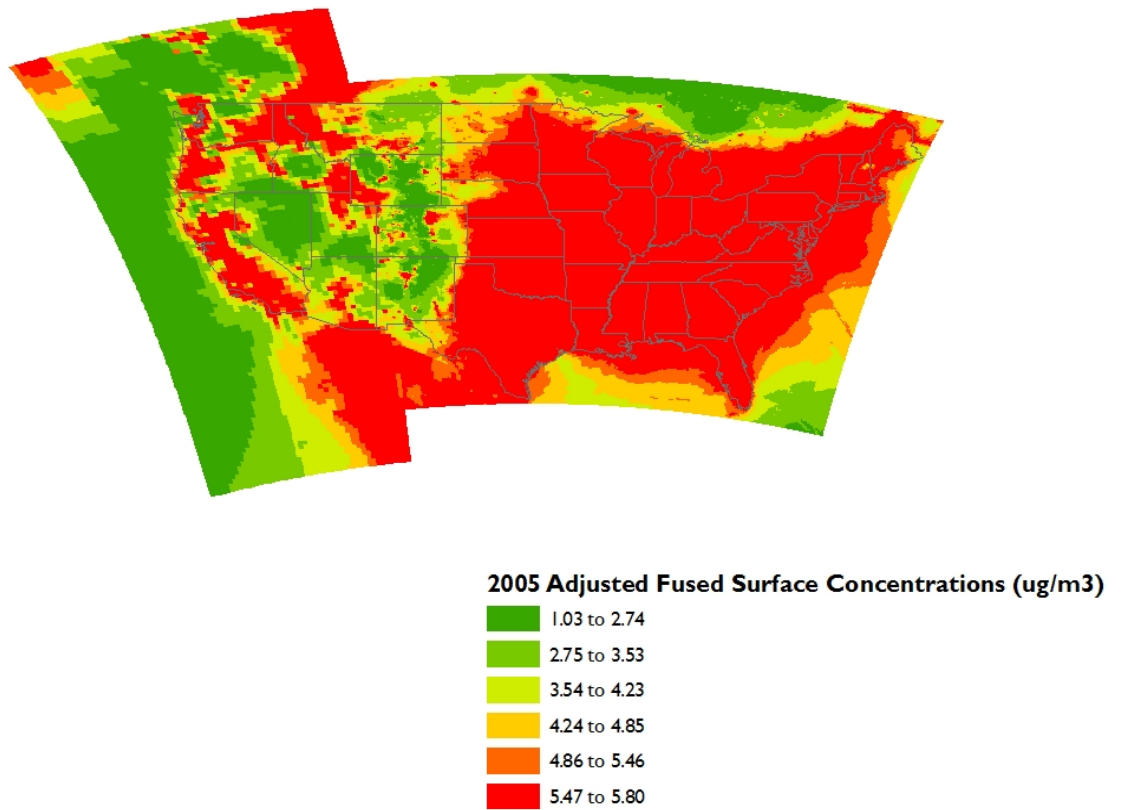 2005 Adjusted Fused Surface Concentrations (ug/m3)
1.03 to 2.74
2.75 to 3.53
3.54 to 4.23
4.24 to 4.85
4.86 to 5.46
5.47 to 5.80